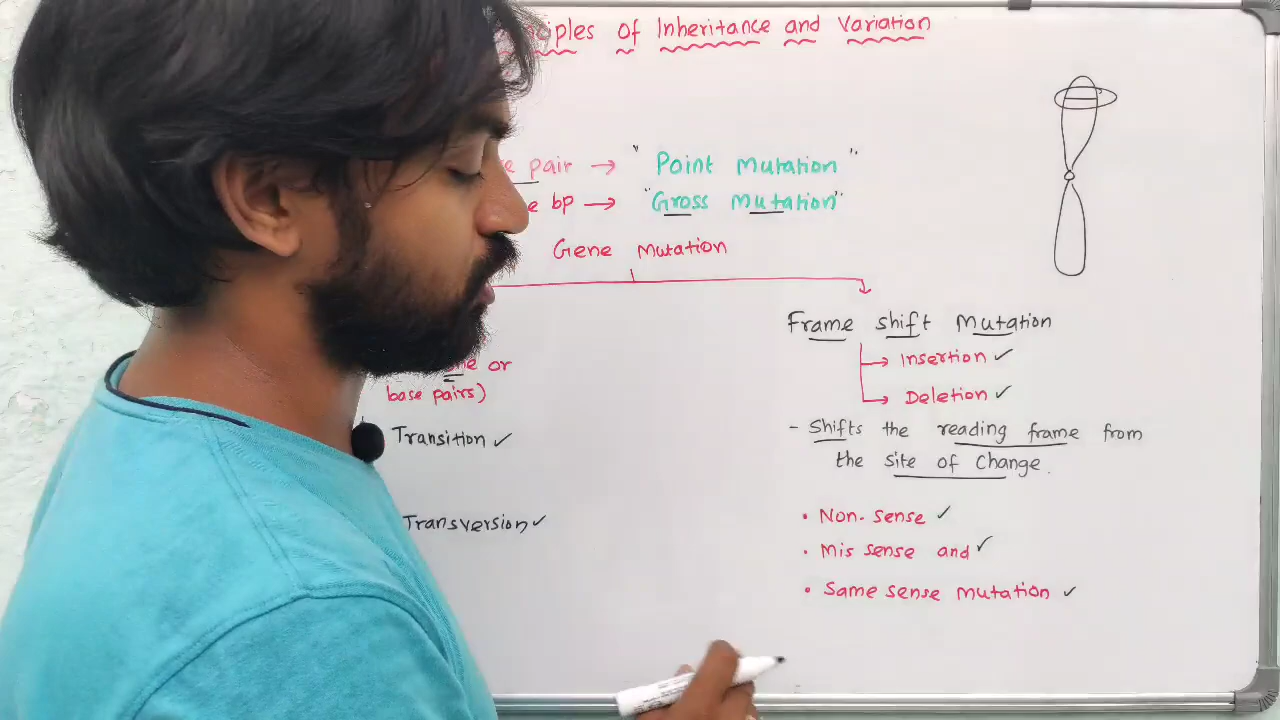 of Inheritance and Variation
pair → " Point Mutation "
bp → "Gross Mutation"
Gene Mutation
Frame shift Mutation
→ Insertion ✓
or
→ Deletion ✓
base pairs)
- Shifts the reading frame from
Transition ✓
the Site of Change.
• Non-sense ✓
Transversion ✓
• Mis sense and ✓
• Same sense mutation ✓